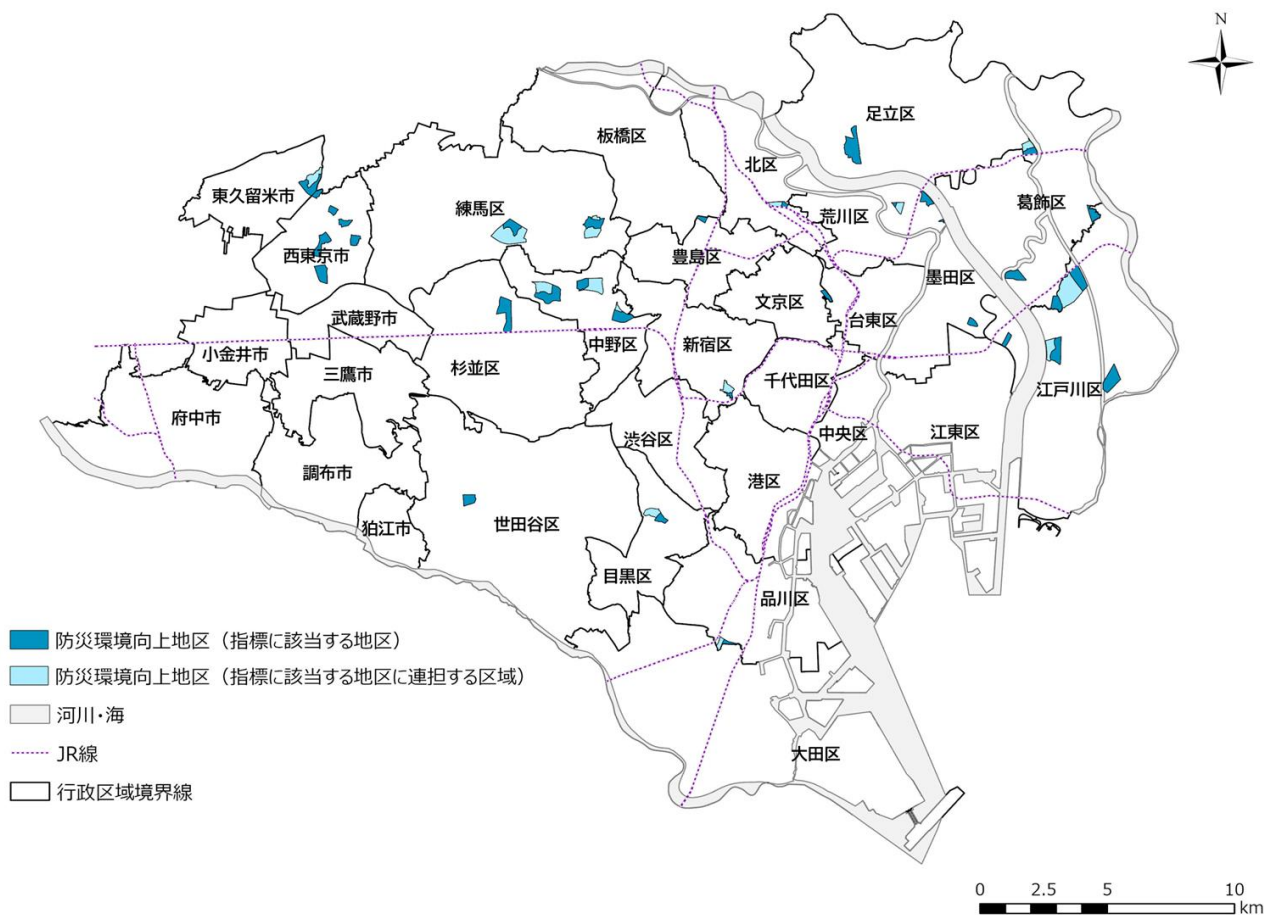 N
足立区
板橋区
北区
東久留米市
練馬区
荒川区
葛飾区
西東京市
豊島区
墨田区
文京区
武蔵野市
台東区
小金井市
中野区
新宿区
三鷹市
杉並区
千代田区
江戸川区
府中市
渋谷区
中央区
江東区
調布市
港区
狛江市
世田谷区
目黒区
品川区
大田区
防災環境向上地区（指標に該当する地区）
防災環境向上地区（指標に該当する地区に連担する区域）
河川・海
JR線
行政区域境界線
0 2.5 5 10
km